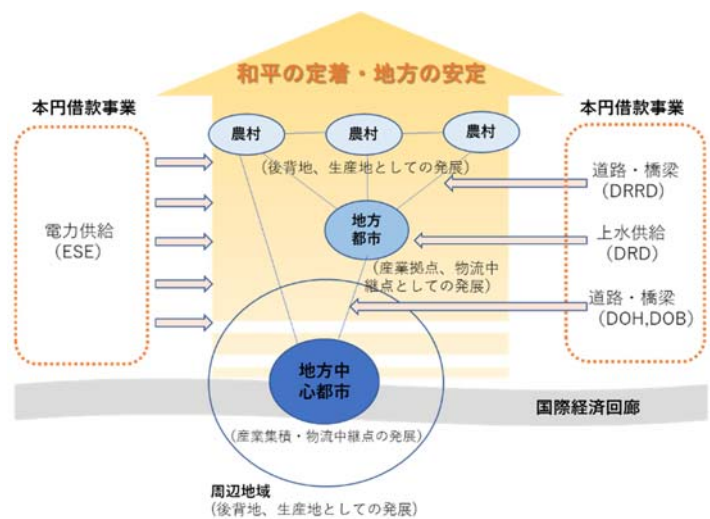 和平の定着・地方の安定
本円借款事業
電力供給
(ESE)
農村
農村
農村
(後背地、生産地としての発展)
地方
都市
(産業拠点、物流中
継点としての発展)
地方中
心都市
(産業集積・物流中継点の発展)
周辺地域
(後背地、生産地としての発展)
国際経済回廊
本円借款事業
道路・橋梁
(DRRD)
上水供給
(DRD)
道路・橋梁
(DOH,DOB)